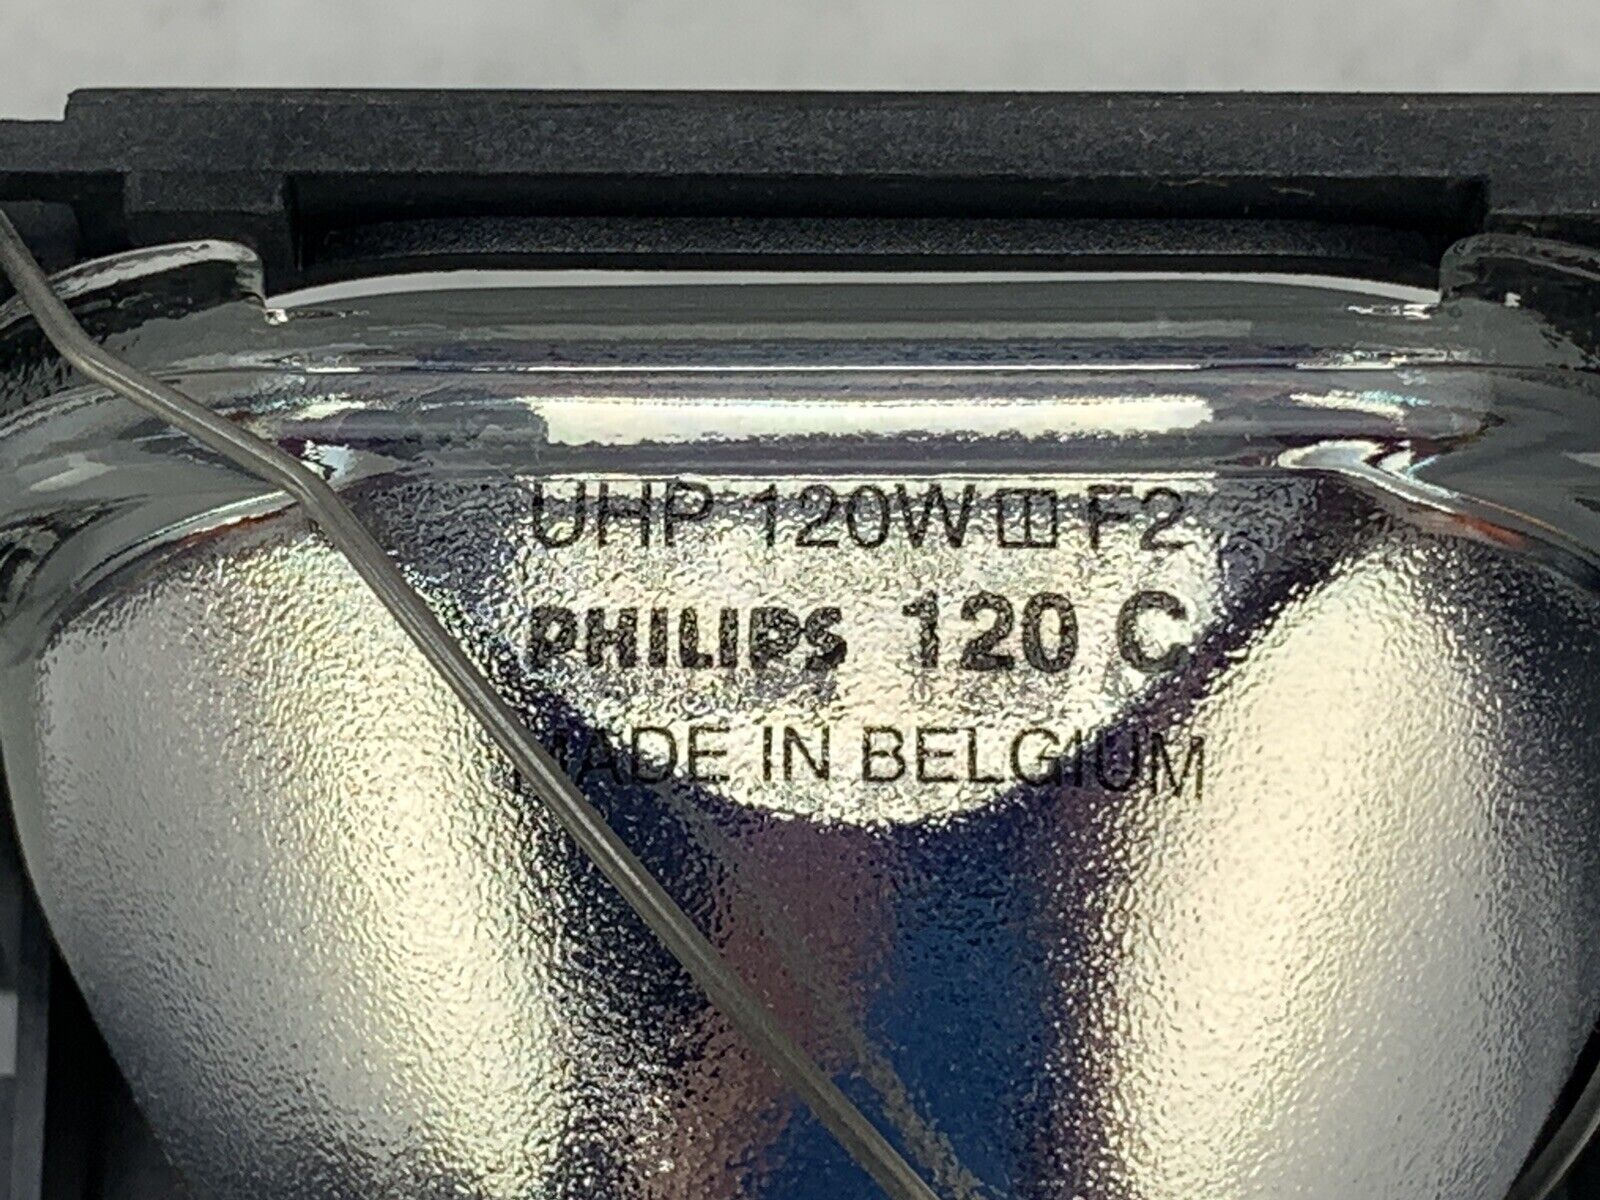 UHP 120W F2
PHILIPS 120 C
MADE IN BELGIUM